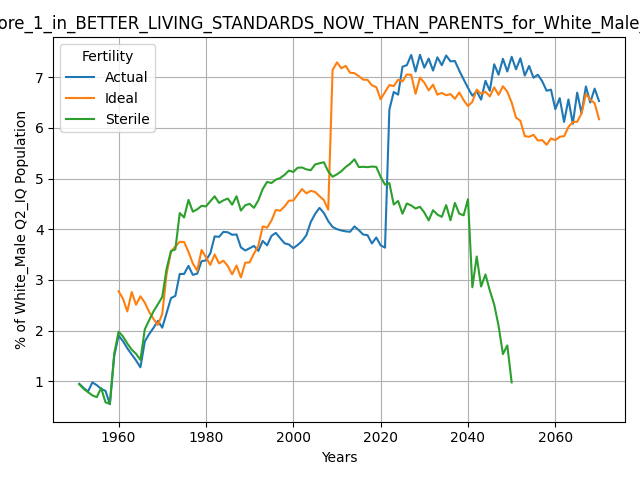 ore_1_in_BETTER_LIVING_STANDARDS_NOW_THAN_PARENTS_for_White_Male_
Fertility
Actual
Ideal
Sterile
% of White_Male Q2_IQ Population
7
6
5
4
3
2
1
1960 1980 2000 2020 2040 2060
Years